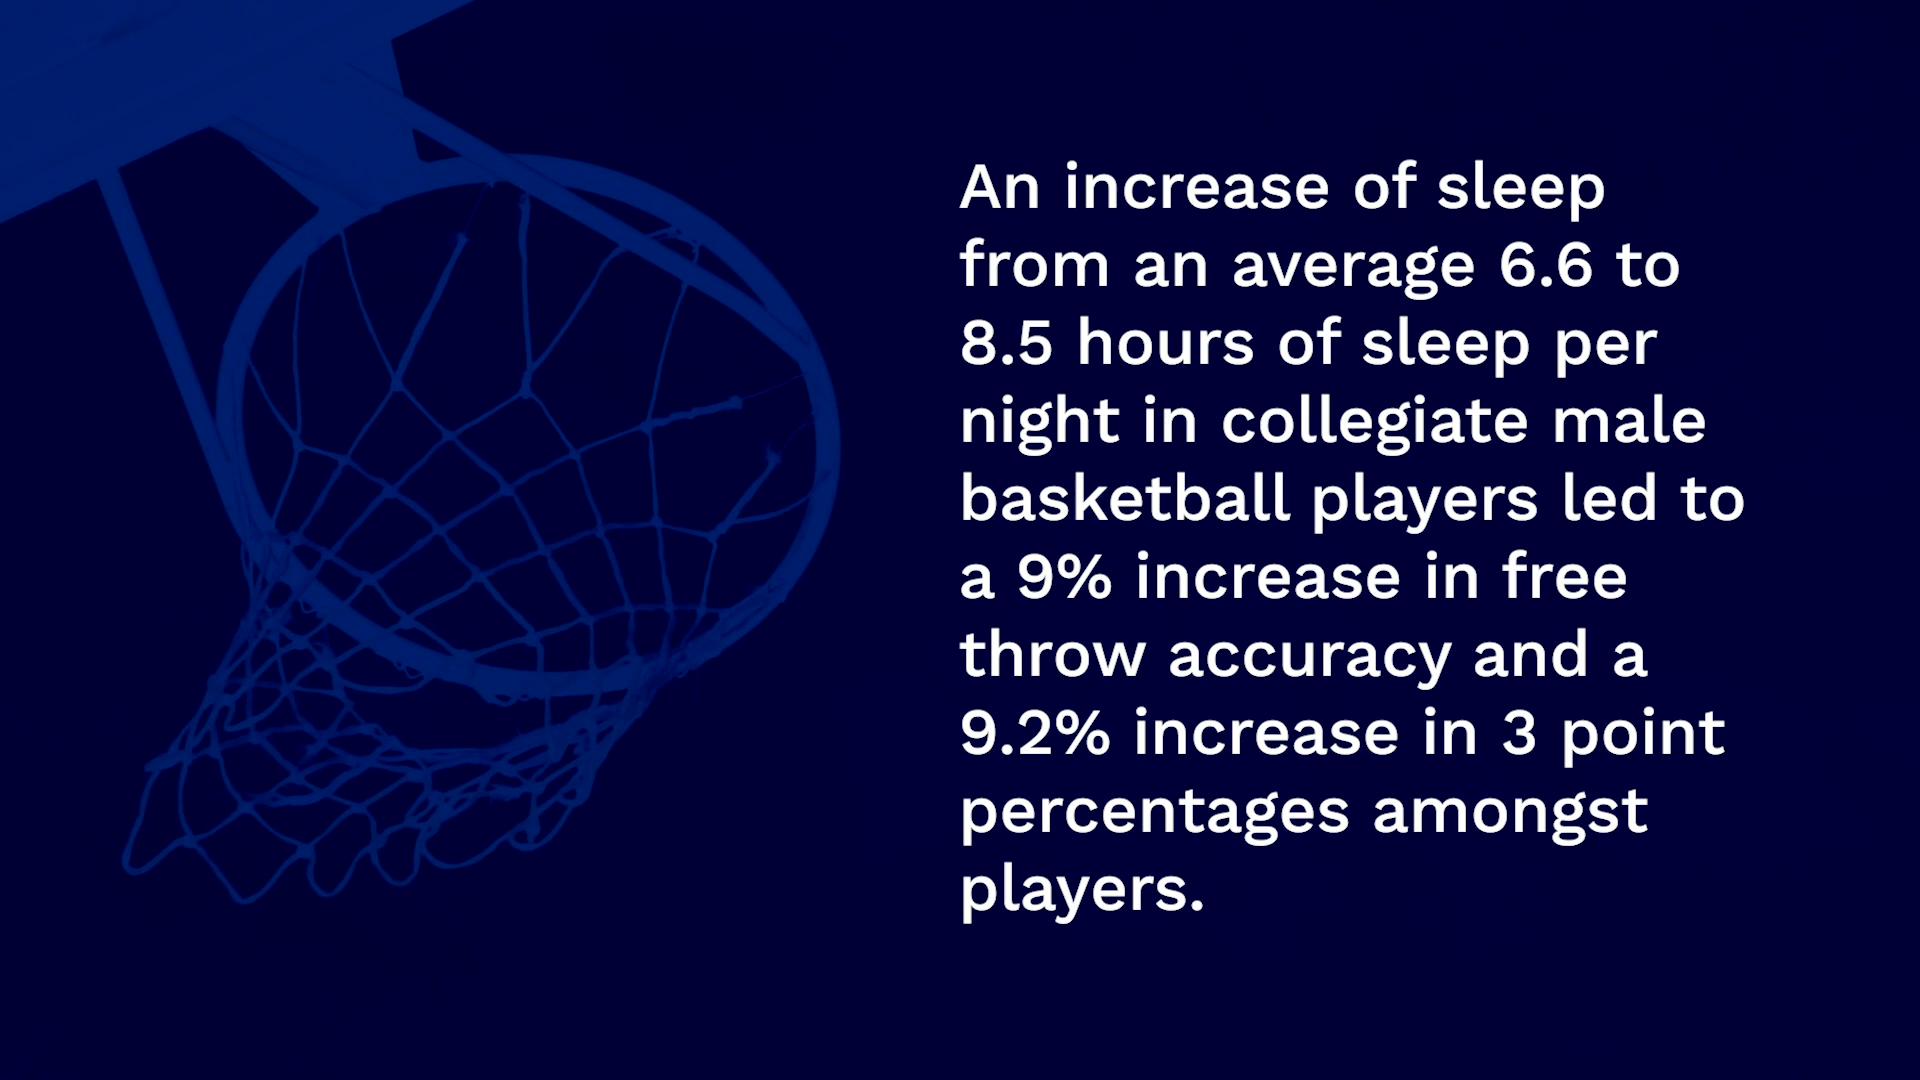 An increase of sleep
from an average 6.6 to
8.5 hours of sleep per
night in collegiate male
basketball players led to
a 9% increase in free
throw accuracy and a
9.2% increase in 3 point
percentages amongst
players.